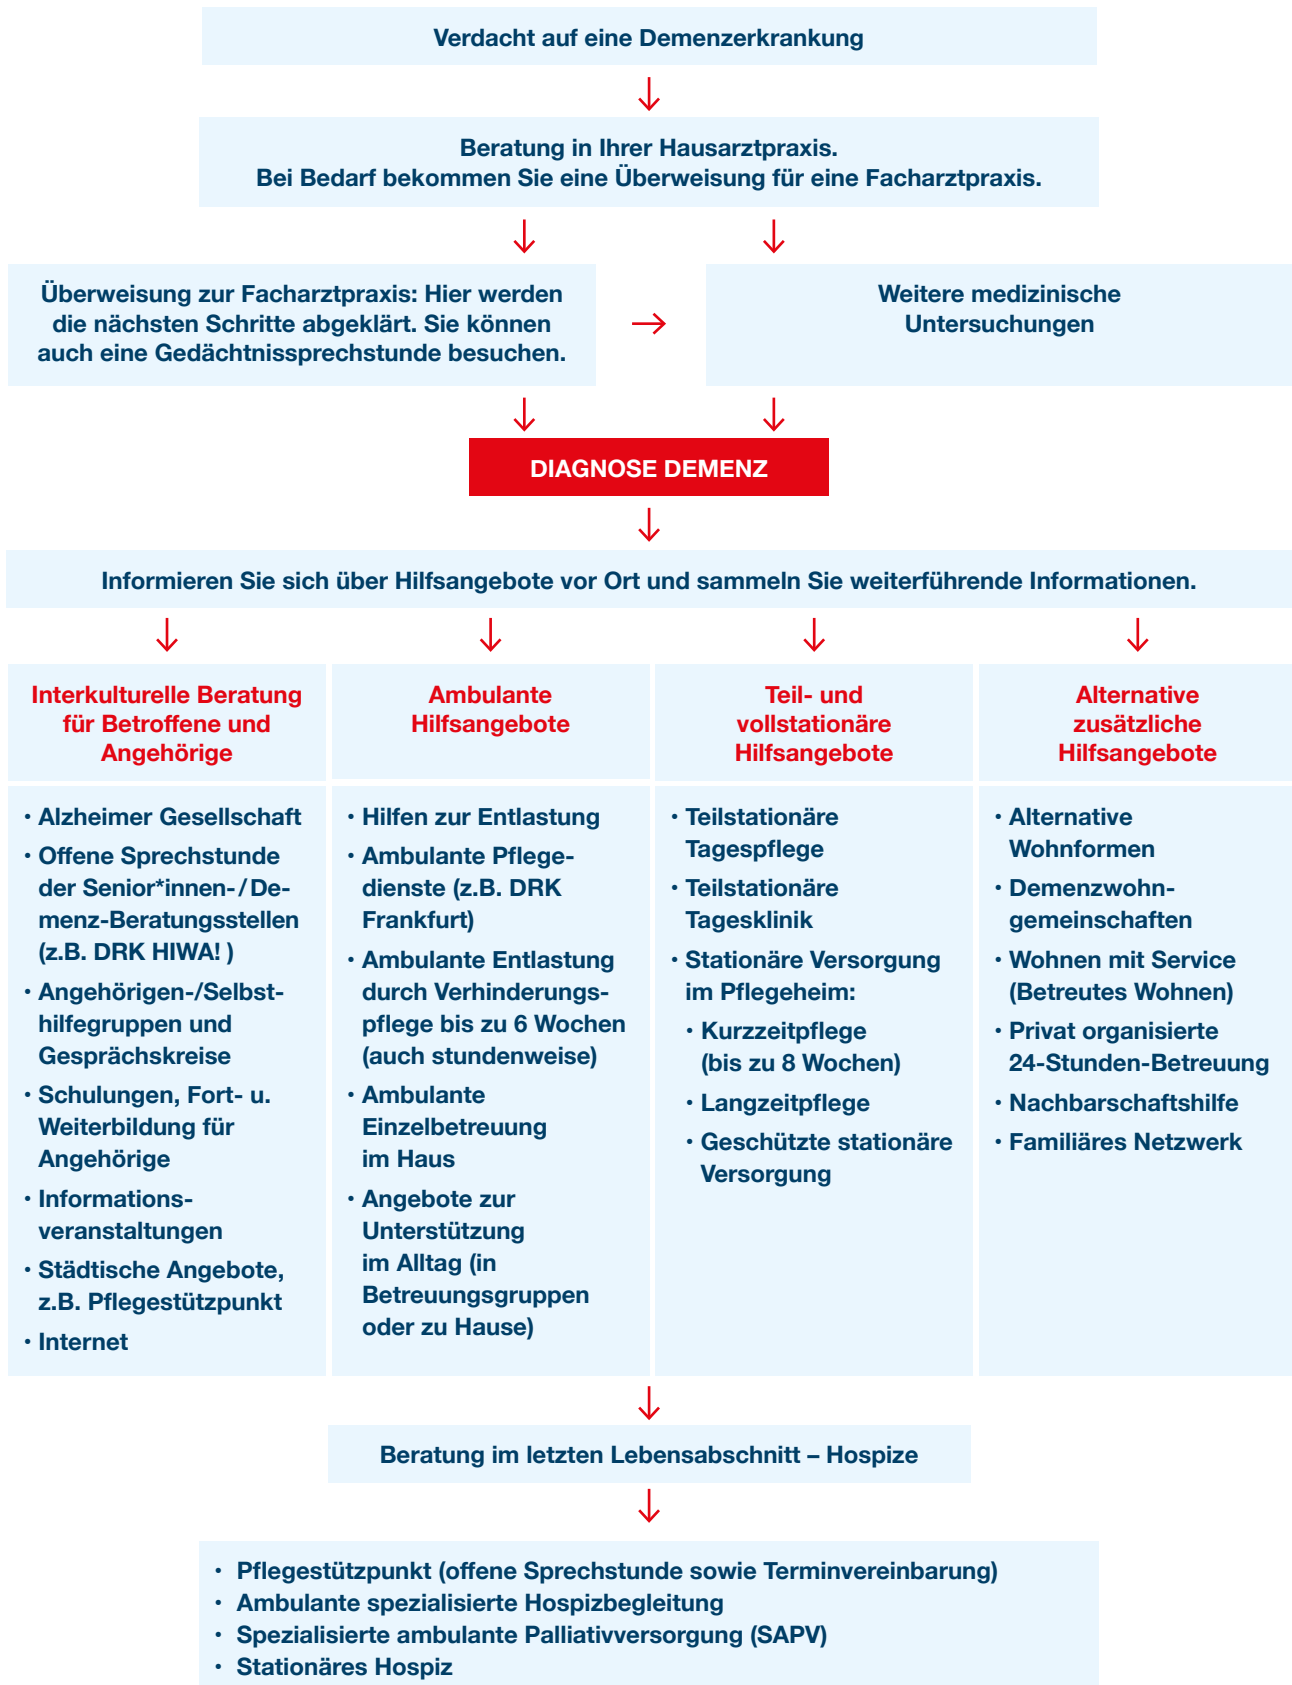 Verdacht auf eine Demenzerkrankung
Beratung in Ihrer Hausarztpraxis.
Bei Bedarf bekommen Sie eine Überweisung für eine Facharztpraxis.
Überweisung zur Facharztpraxis: Hier werden
die nächsten Schritte abgeklärt. Sie können
auch eine Gedächtnissprechstunde besuchen.
Weitere medizinische
Untersuchungen
DIAGNOSE DEMENZ
Informieren Sie sich über Hilfsangebote vor Ort und sammeln Sie weiterführende Informationen.
Interkulturelle Beratung
für Betroffene und
Angehörige
• Alzheimer Gesellschaft
• Offene Sprechstunde
der Senior*innen-/De-
menz-Beratungsstellen
(z.B. DRK HIWA! )
• Angehörigen-/Selbst-
hilfegruppen und
Gesprächskreise
• Schulungen, Fort- u.
Weiterbildung für
Angehörige
• Informations-
veranstaltungen
• Städtische Angebote,
z.B. Pflegestützpunkt
• Internet
Ambulante
Hilfsangebote
• Hilfen zur Entlastung
• Ambulante Pflege-
dienste (z.B. DRK
Frankfurt)
• Ambulante Entlastung
durch Verhinderungs-
pflege bis zu 6 Wochen
(auch stundenweise)
• Ambulante
Einzelbetreuung
im Haus
• Angebote zur
Unterstützung
im Alltag (in
Betreuungsgruppen
oder zu Hause)
Teil- und
vollstationäre
Hilfsangebote
• Teilstationäre
Tagespflege
• Teilstationäre
Tagesklinik
• Stationäre Versorgung
im Pflegeheim:
• Kurzzeitpflege
(bis zu 8 Wochen)
• Langzeitpflege
• Geschützte stationäre
Versorgung
Alternative
zusätzliche
Hilfsangebote
• Alternative
Wohnformen
• Demenzwohn-
gemeinschaften
• Wohnen mit Service
(Betreutes Wohnen)
• Privat organisierte
24-Stunden-Betreuung
• Nachbarschaftshilfe
• Familiäres Netzwerk
Beratung im letzten Lebensabschnitt – Hospize
• Pflegestützpunkt (offene Sprechstunde sowie Terminvereinbarung)
• Ambulante spezialisierte Hospizbegleitung
• Spezialisierte ambulante Palliativversorgung (SAPV)
• Stationäres Hospiz